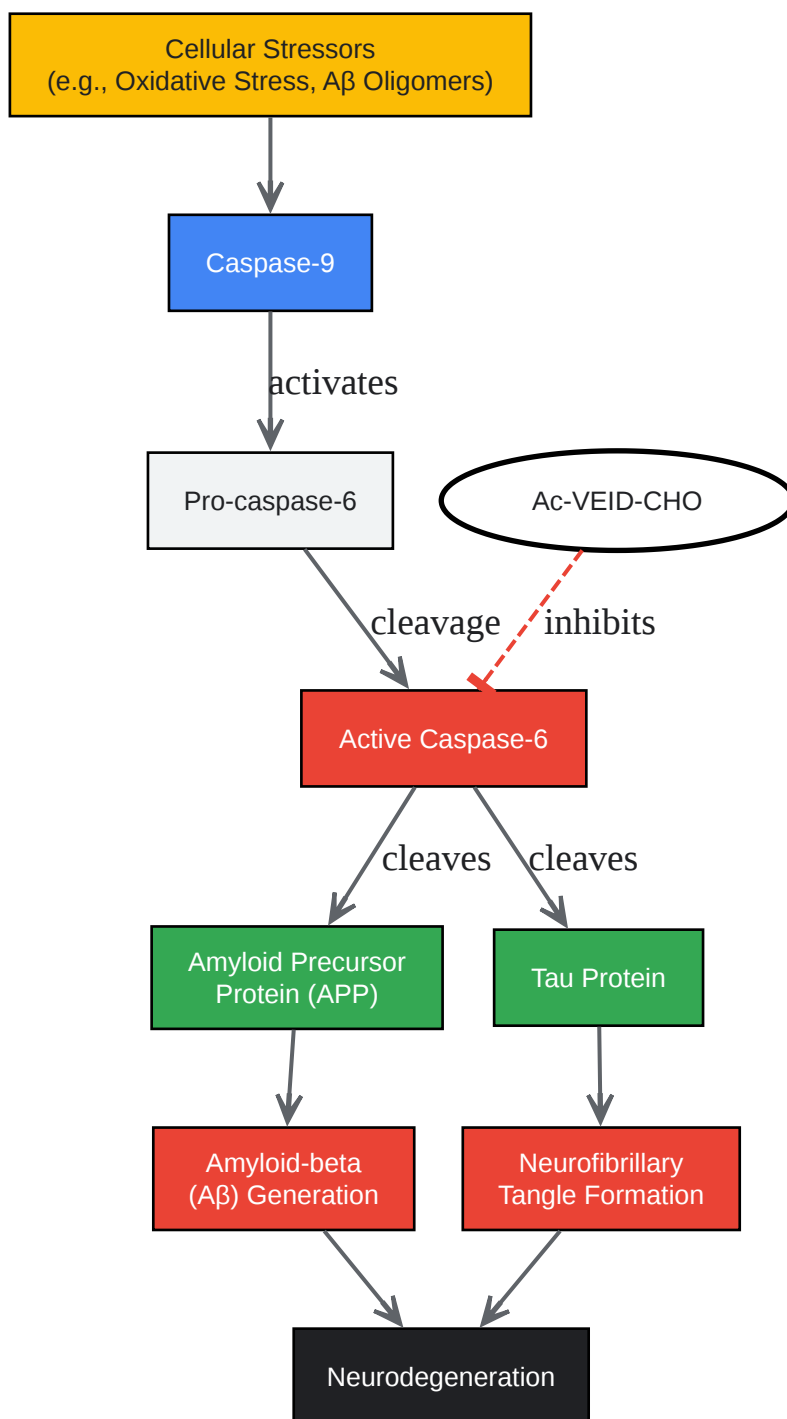 Cellular Stressors
(e.g., Oxidative Stress, Aβ Oligomers)
Caspase-9
activates
Pro-caspase-6
Ac-VEID-CHO
cleavage
inhibits
Active Caspase-6
cleaves
cleaves
Amyloid Precursor
Protein (APP)
Tau Protein
Amyloid-beta
(Aβ) Generation
Neurofibrillary
Tangle Formation
Neurodegeneration